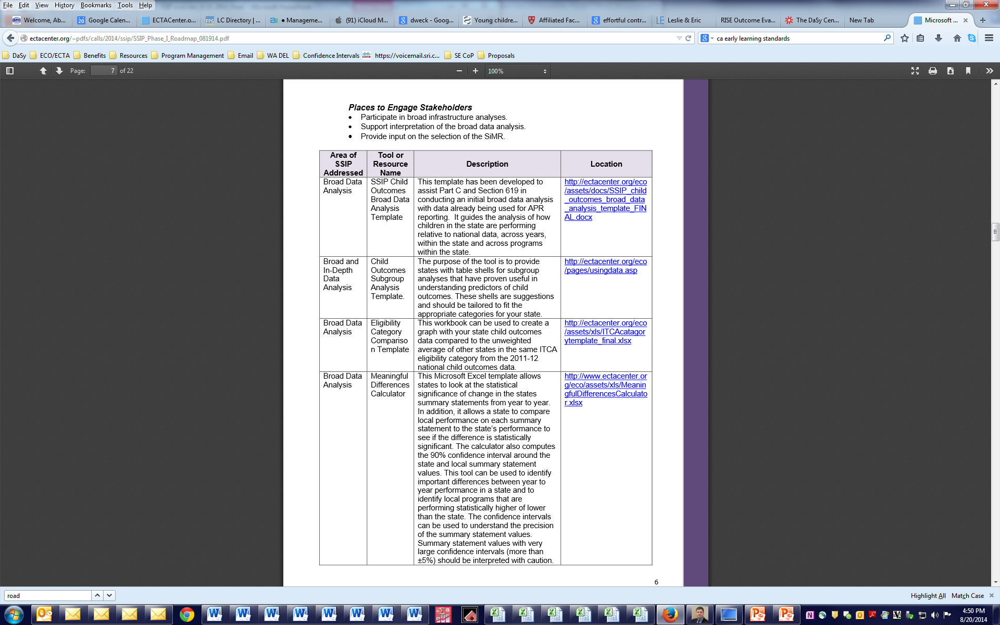 File Edit View History Bookmarks Tools Help
Welcome, Ab... Google Calen... ECTACenter.o... LC Directory | ... • Manageme... (91) iCloud M... dweck - Goog... Young childre... Affiliated Fac... effortful contr... Leslie & Eric RISE Outcome Eva... The DaSy Cen... New Tab Microsoft ...
ectacenter.org/~pdfs/calls/2014/ssip/SSIP_Phase_I_Roadmap_081914.pdf ca early learning standards
DaSy ECO/ECTA Benefits Resources Program Management Email WA DEL Confidence Intervals https://voicemail.sri.c... SE CoP Proposals
Page: 7 of 22 100%
Places to Engage Stakeholders
• Participate in broad infrastructure analyses.
• Support interpretation of the broad data analysis.
• Provide input on the selection of the SiMR.
Area of
SSIP
Addressed
Tool or
Resource
Name
Description
Location
Broad Data
Analysis
SSIP Child
Outcomes
Broad Data
Analysis
Template
This template has been developed to
assist Part C and Section 619 in
conducting an initial broad data analysis
with data already being used for APR
reporting.  It guides the analysis of how
children in the state are performing
relative to national data, across years,
within the state and across programs
within the state.
http://ectacenter.org/eco
/assets/docs/SSIP_child
_outcomes_broad_data
_analysis_template_FIN
AL.docx
Broad and
In-Depth
Data
Analysis
Child
Outcomes
Subgroup
Analysis
Template.
The purpose of the tool is to provide
states with table shells for subgroup
analyses that have proven useful in
understanding predictors of child
outcomes. These shells are suggestions
and should be tailored to fit the
appropriate categories for your state.
http://ectacenter.org/eco
/pages/usingdata.asp
Broad Data
Analysis
Eligibility
Category
Compariso
n Template
This workbook can be used to create a
graph with your state child outcomes
data compared to the unweighted
average of other states in the same ITCA
eligibility category from the 2011-12
national child outcomes data.
http://ectacenter.org/eco
/assets/xls/ITCAcatagor
ytemplate_final.xlsx
Broad Data
Analysis
Meaningful
Differences
Calculator
This Microsoft Excel template allows
states to look at the statistical
significance of change in the states
summary statements from year to year.
In addition, it allows a state to compare
local performance on each summary
statement to the state’s performance to
see if the difference is statistically
significant. The calculator also computes
the 90% confidence interval around the
state and local summary statement
values. This tool can be used to identify
important differences between year to
year performance in a state and to
identify local programs that are
performing statistically higher of lower
than the state. The confidence intervals
can be used to understand the precision
of the summary statement values.
Summary statement values with very
large confidence intervals (more than
±5%) should be interpreted with caution.
http://www.ectacenter.or
g/eco/assets/xls/Meanin
gfulDifferencesCalculato
r.xlsx
6
road Highlight All Match Case
4:50 PM
8/20/2014